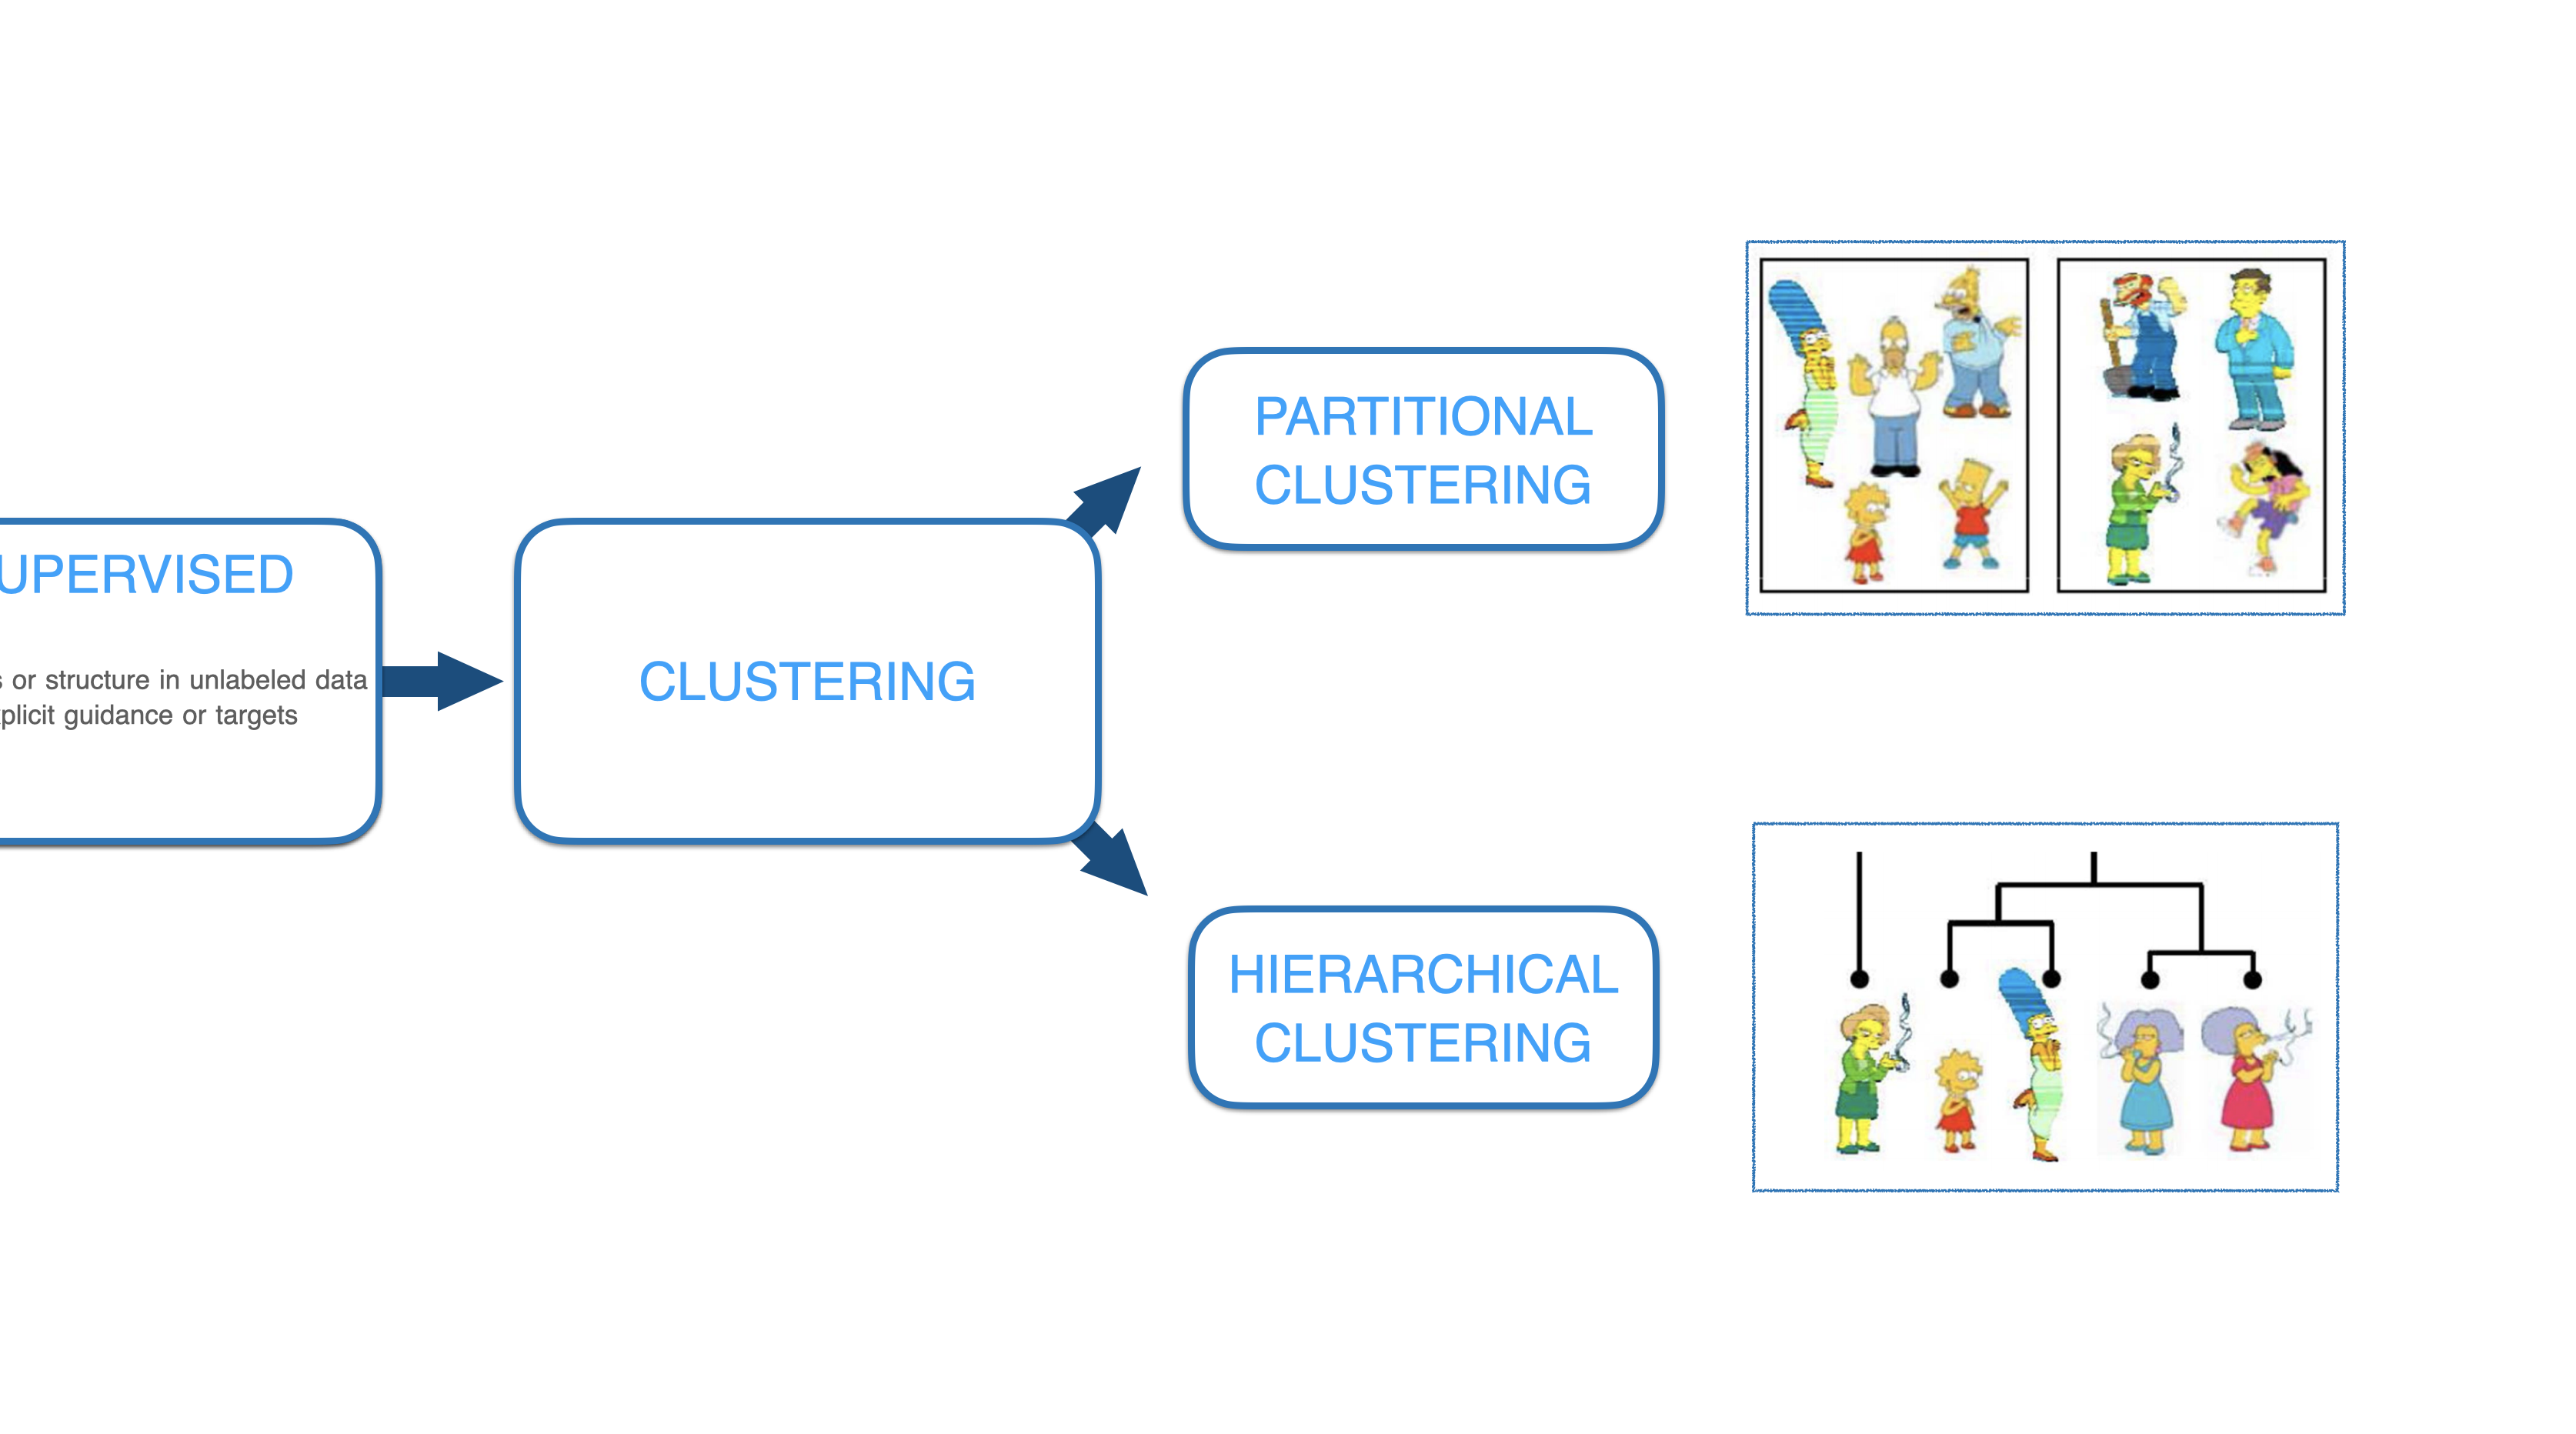 UPERVISED
s or structure in unlabeled data
plicit guidance or targets
CLUSTERING
PARTITIONAL
CLUSTERING
HIERARCHICAL
CLUSTERING